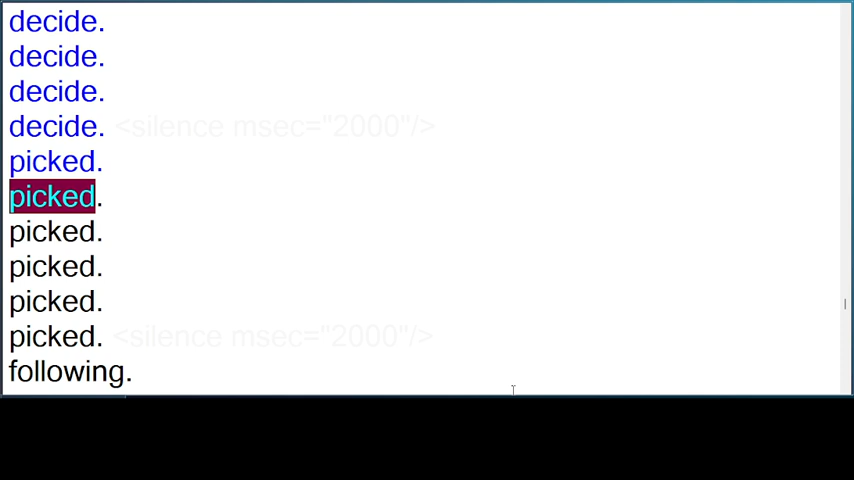 decide.
decide.
decide.
decide. <silence msec="2000"/>
picked.
picked.
picked.
picked.
picked.
picked. <silence msec="2000"/>
following.